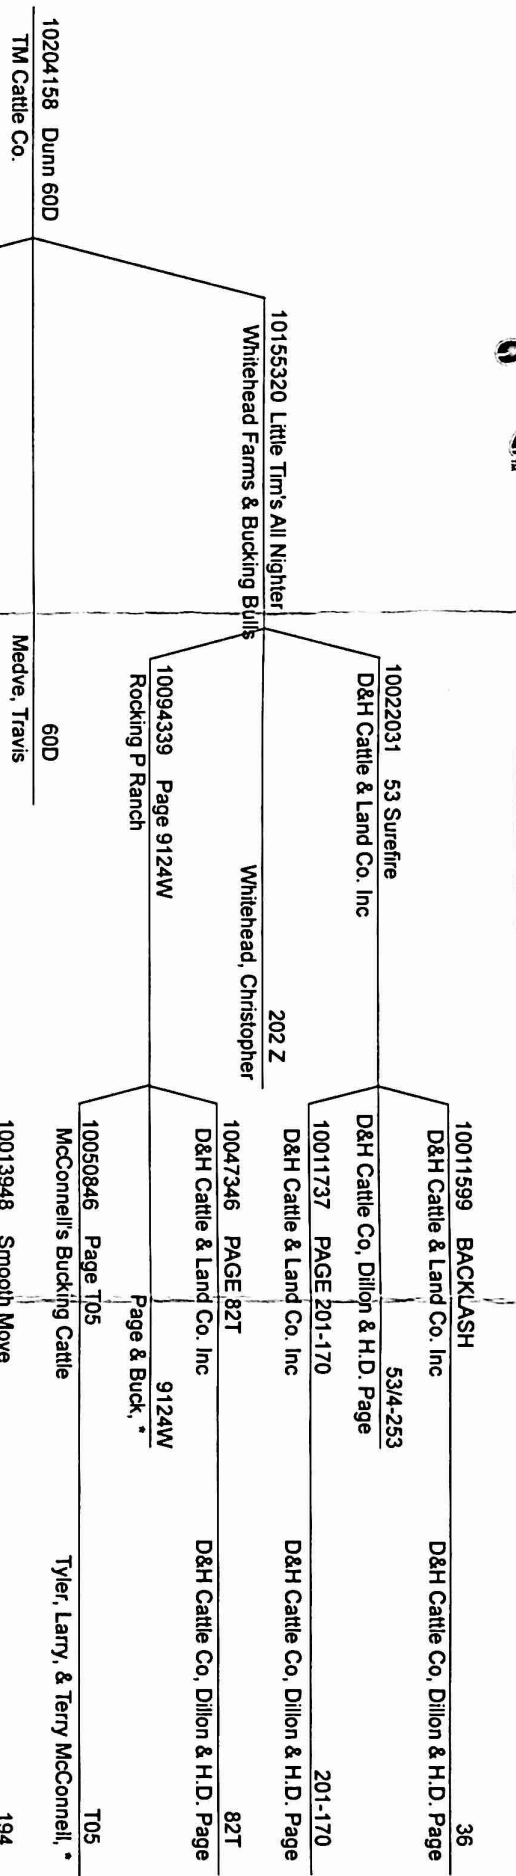 10011599 BACKLASH 36
D&H Cattle & Land Co. Inc D&H Cattle Co, Dillon & H.D. Page
10022031 53 Surefire 53/4-253
D&H Cattle & Land Co. Inc D&H Cattle Co, Dillon & H.D. Page
10011737 PAGE 201-170 201-170
D&H Cattle & Land Co. Inc D&H Cattle Co, Dillon & H.D. Page
10155320 Little Tim's All Nighter 202 Z
Whitehead Farms & Bucking Bulls Whitehead, Christopher
10047346 PAGE 82T 82T
D&H Cattle & Land Co. Inc D&H Cattle Co, Dillon & H.D. Page
10094339 Page 9124W 9124W
Rocking P Ranch Page & Buck, *
10050846 Page T05 T05
McConnell's Bucking Cattle Tyler, Larry, & Terry McConnell, *
10204158 Dunn 60D 60D
TM Cattle Co. Medve, Travis
10013948 Smooth Move 194